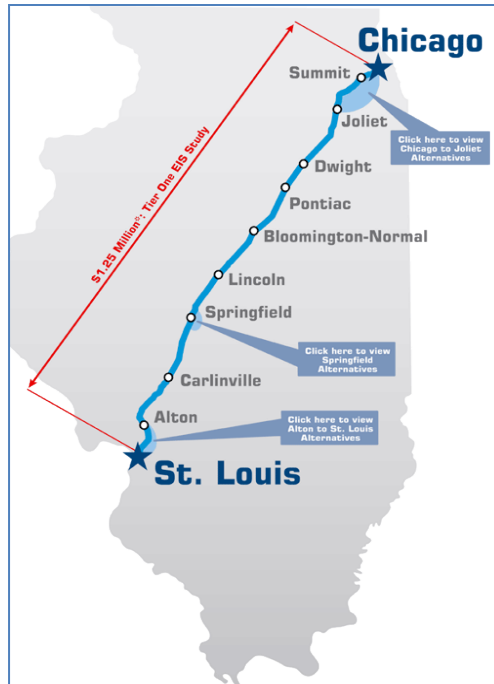 Chicago
Summit
Joliet
Click here to view
Chicago to Joliet
Alternatives
Dwight
Pontiac
$1.25 Million*: Tier One EIS Study
Bloomington-Normal
Lincoln
Springfield
Click here to view
Springfield
Alternatives
Carlinville
Alton
Click here to view
Alton to St. Louis
Alternatives
St. Louis